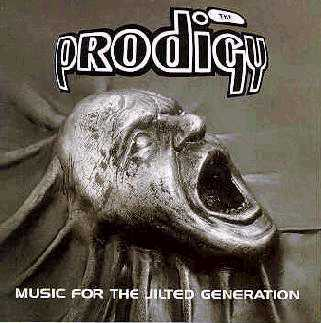 THE
PRODIGY
MUSIC FOR THE JILTED GENERATION